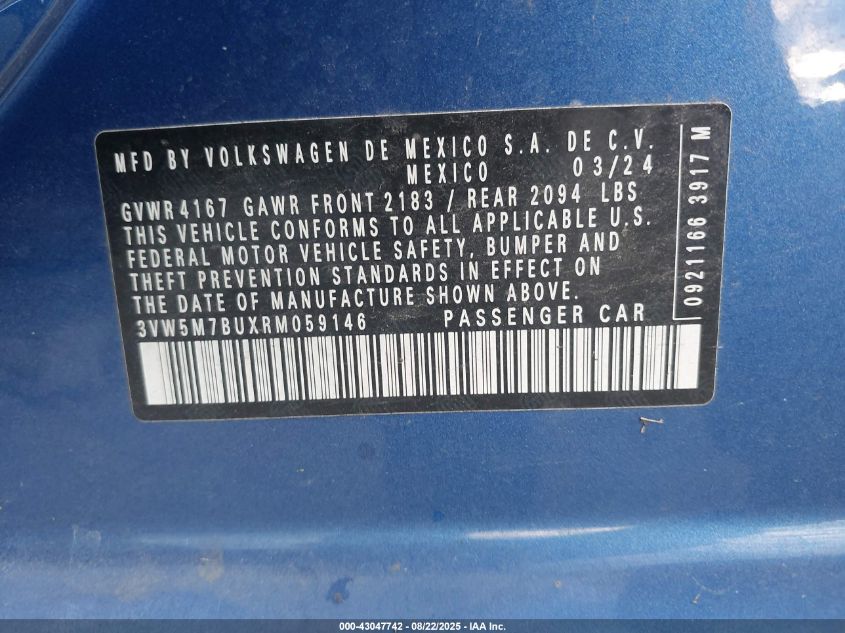 MFD BY VOLKSWAGEN DE MEXICO S.A. DE C.V.
MEXICO 03/24
GVWR 4167 GAWR FRONT 2183 / REAR 2094 LBS
THIS VEHICLE CONFORMS TO ALL APPLICABLE U.S.
FEDERAL MOTOR VEHICLE SAFETY, BUMPER AND
THEFT PREVENTION STANDARDS IN EFFECT ON
THE DATE OF MANUFACTURE SHOWN ABOVE.
3VW5M7BUXRM059146 PASSENGER CAR
0921166 3917 M
000-43047742 - 08/22/2025 - IAA Inc.